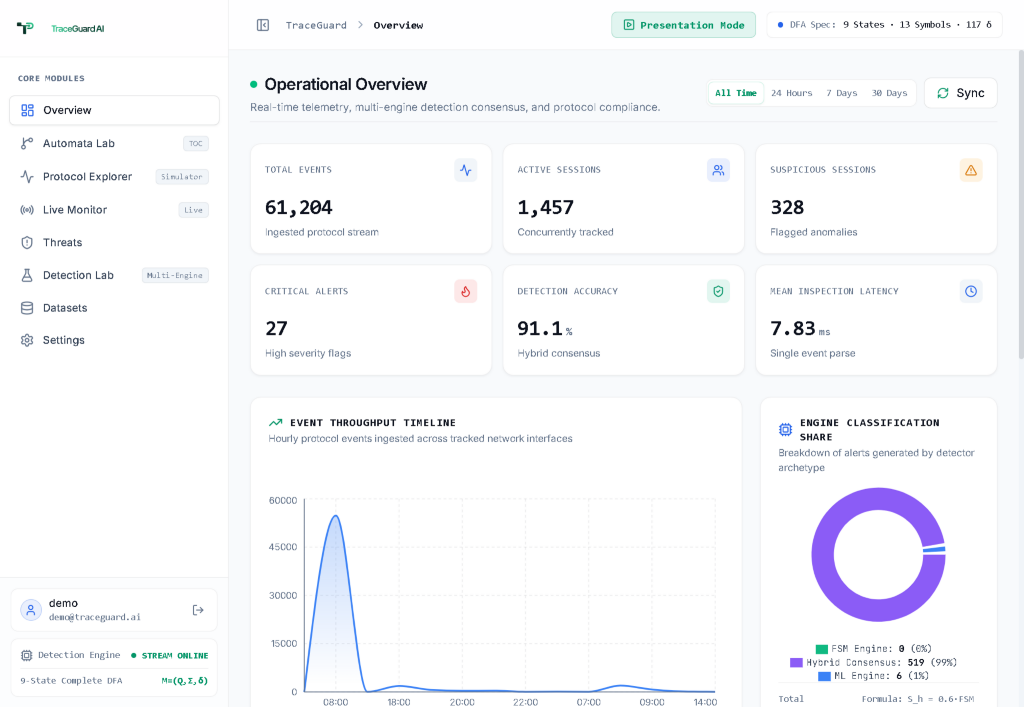 TraceGuard AI
TraceGuard > Overview
Presentation Mode
DFA Spec: 9 States · 13 Symbols · 117 δ
CORE MODULES
Overview
Automata Lab TOC
Protocol Explorer Simulator
Live Monitor Live
Threats
Detection Lab Multi-Engine
Datasets
Settings
demo
demo@traceguard.ai
Detection Engine STREAM ONLINE
9-State Complete DFA M=(Q,Σ,δ)
Operational Overview
Real-time telemetry, multi-engine detection consensus, and protocol compliance.
All Time 24 Hours 7 Days 30 Days
Sync
TOTAL EVENTS
61,204
Ingested protocol stream
ACTIVE SESSIONS
1,457
Concurrently tracked
SUSPICIOUS SESSIONS
328
Flagged anomalies
CRITICAL ALERTS
27
High severity flags
DETECTION ACCURACY
91.1 %
Hybrid consensus
MEAN INSPECTION LATENCY
7.83 ms
Single event parse
EVENT THROUGHPUT TIMELINE
Hourly protocol events ingested across tracked network interfaces
60000
45000
30000
15000
0
08:00 18:00 20:00 22:00 07:00 09:00 14:00
ENGINE CLASSIFICATION
SHARE
Breakdown of alerts generated by detector
archetype
FSM Engine: 0 (0%)
Hybrid Consensus: 519 (99%)
ML Engine: 6 (1%)
Total Formula: S_h = 0.6·FSM